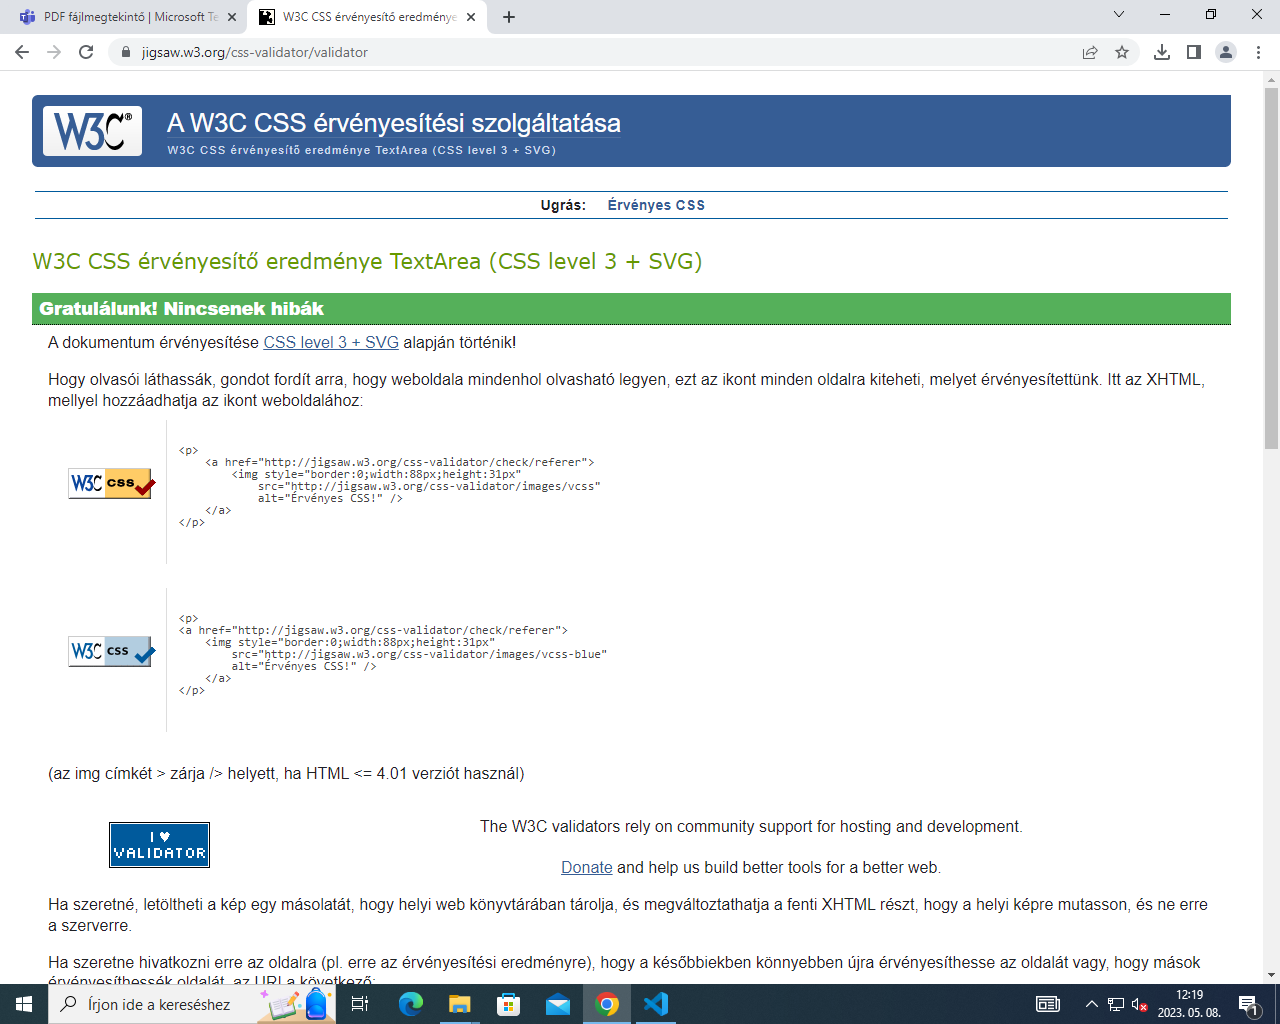 PDF fájlmegtekintő | Microsoft Te
W3C CSS érvényesítő eredménye
jigsaw.w3.org/css-validator/validator
W3C®
A W3C CSS érvényesítési szolgáltatása
W3C CSS érvényesítő eredménye TextArea (CSS level 3 + SVG)
Ugrás: Érvényes CSS
W3C CSS érvényesítő eredménye TextArea (CSS level 3 + SVG)
Gratulálunk! Nincsenek hibák
A dokumentum érvényesítése CSS level 3 + SVG alapján történik!
Hogy olvasói láthassák, gondot fordít arra, hogy weboldala mindenhol olvasható legyen, ezt az ikont minden oldalra kiteheti, melyet érvényesítettünk. Itt az XHTML,
mellyel hozzáadhatja az ikont weboldalához:
W3C css
<p>
<a href="http://jigsaw.w3.org/css-validator/check/referer">
<img style="border:0;width:88px;height:31px"
src="http://jigsaw.w3.org/css-validator/images/vcss"
alt="Érvényes CSS!" />
</a>
</p>
W3C css
<p>
<a href="http://jigsaw.w3.org/css-validator/check/referer">
<img style="border:0;width:88px;height:31px"
src="http://jigsaw.w3.org/css-validator/images/vcss-blue"
alt="Érvényes CSS!" />
</a>
</p>
(az img címkét > zárja /> helyett, ha HTML <= 4.01 verziót használ)
I ♥
VALIDATOR
The W3C validators rely on community support for hosting and development.
Donate and help us build better tools for a better web.
Ha szeretné, letöltheti a kép egy másolatát, hogy helyi web könyvtárában tárolja, és megváltoztathatja a fenti XHTML részt, hogy a helyi képre mutasson, és ne erre
a szerverre.
Ha szeretne hivatkozni erre az oldalra (pl. erre az érvényesítési eredményre), hogy a későbbiekben könnyebben újra érvényesíthesse az oldalát vagy, hogy mások
érvényesíthessék oldalát, az URI a következő:
Írjon ide a kereséshez
12:19
2023. 05. 08.
1